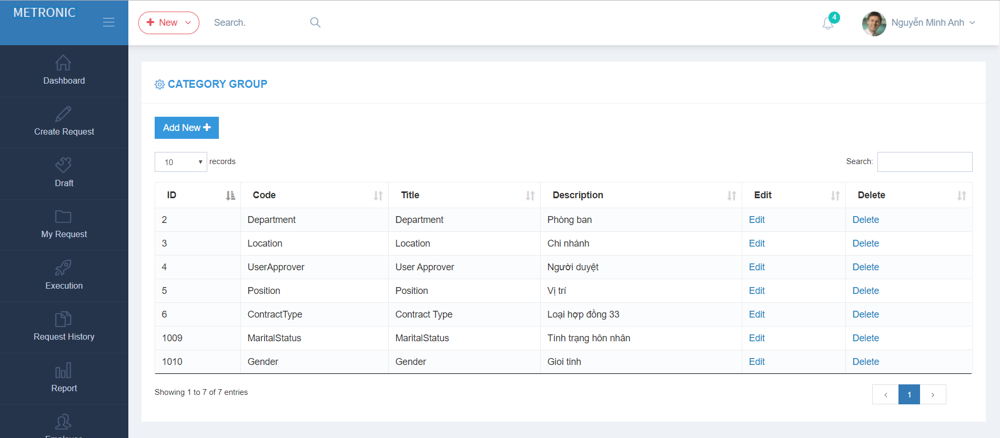 METRONIC
New
Search.
4
Nguyễn Minh Anh
Dashboard
Create Request
Draft
My Request
Execution
Request History
Report
CATEGORY GROUP
Add New
10 records
Search:
ID Code Title Description Edit Delete
2 Department Department Phòng ban Edit Delete
3 Location Location Chi nhánh Edit Delete
4 UserApprover User Approver Người duyệt Edit Delete
5 Position Position Vị trí Edit Delete
6 ContractType Contract Type Loại hợp đồng 33 Edit Delete
1009 MaritalStatus MaritalStatus Tình trạng hôn nhân Edit Delete
1010 Gender Gender Gioi tinh Edit Delete
Showing 1 to 7 of 7 entries
‹ 1 ›